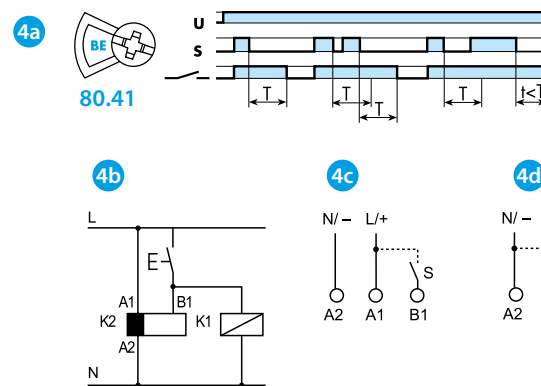 4a
BE
80.41
U
S
T
T
T
T
t<T
4b
L
E
A1
B1
K2
K1
A2
N
4c
N/– L/+
S
A2 A1 B1
4d
N/–
A2